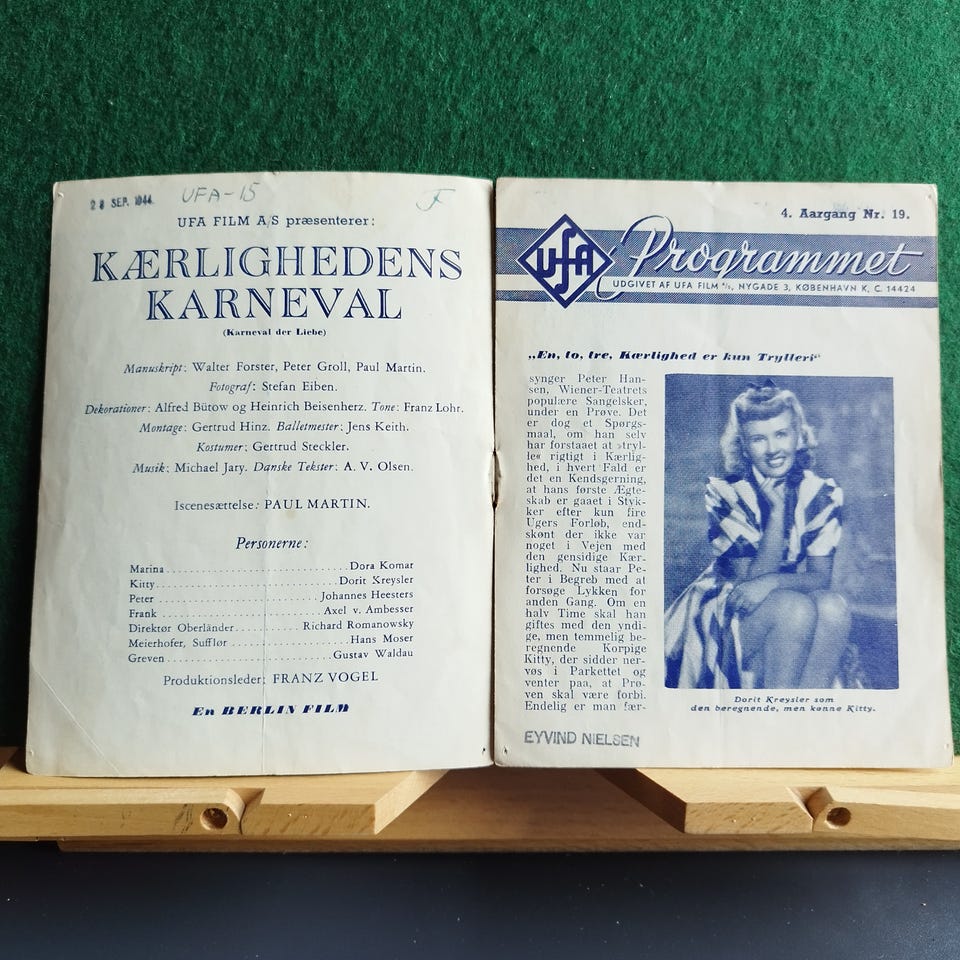 28 SEP. 1944
UFA-15
UFA FILM A/S præsenterer:
KÆRLIGHEDENS
KARNEVAL
(Karneval der Liebe)
Manuskript: Walter Forster, Peter Groll, Paul Martin.
Fotograf: Stefan Eiben.
Dekorationer: Alfred Bütow og Heinrich Beisenherz. Tone: Franz Lohr.
Montage: Gertrud Hinz. Balletmester: Jens Keith.
Kostumer: Gertrud Steckler.
Musik: Michael Jary. Danske Tekster: A. V. Olsen.
Iscenesættelse: PAUL MARTIN.
Personerne:
Marina Dora Komar
Kitty Dorit Kreysler
Peter Johannes Heesters
Frank Axel v. Ambesser
Direktør Oberländer Richard Romanowsky
Meierhofer, Sufflør Hans Moser
Greven Gustav Waldau
Produktionsleder: FRANZ VOGEL
En BERLIN FILM
4. Aargang Nr. 19.
UFA Programmet
UDGIVET AF UFA FILM A/S, NYGADE 3, KØBENHAVN K, C. 14424
„En, to, tre, Kærlighed er kun Trylleri“
synger Peter Han-
sen, Wiener-Teatrets
populære Sangelsker,
under en Prøve. Det
er dog et Spørgs-
maal, om han selv
har forstaaet at »tryl-
le« rigtigt i Kærlig-
hed, i hvert Fald er
det en Kendsgerning,
at hans første Ægte-
skab er gaaet i Styk-
ker efter kun fire
Ugers Forløb, end-
skønt der ikke var
noget i Vejen med
den gensidige Kær-
lighed. Nu staar Pe-
ter i Begreb med at
forsøge Lykken for
anden Gang. Om en
halv Time skal han
giftes med den yndi-
ge, men temmelig be-
regnende Korpige
Kitty, der sidder ner-
vøs i Parkettet og
venter paa, at Prø-
ven skal være forbi.
Endelig er man fær-
Dorit Kreysler som
den beregnende, men kønne Kitty.
EYVIND NIELSEN